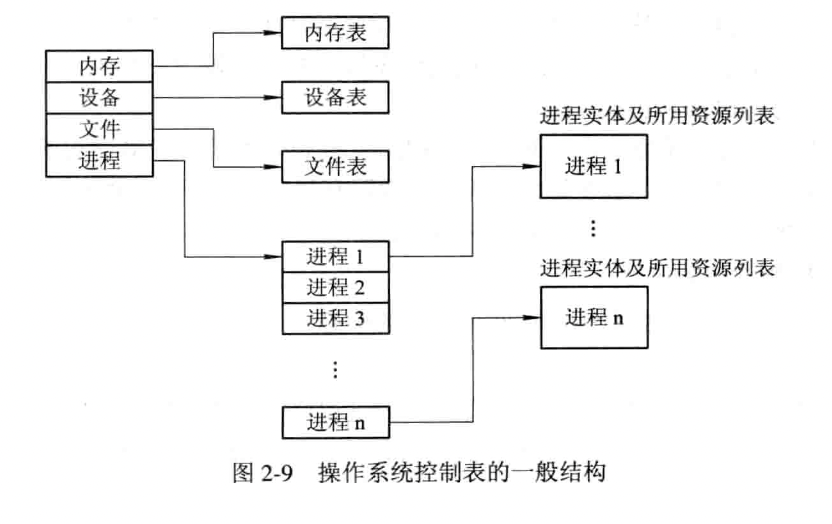 内存
设备
文件
进程
内存表
设备表
文件表
进程 1
进程 2
进程 3
⋮
进程 n
进程实体及所用资源列表
进程 1
⋮
进程实体及所用资源列表
进程 n
图 2-9 操作系统控制表的一般结构